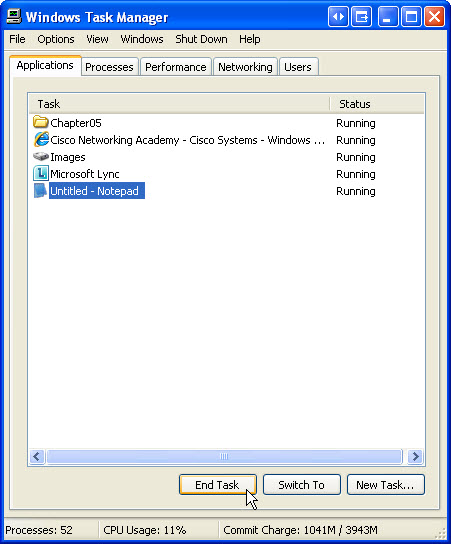 Windows Task Manager
File Options View Windows Shut Down Help
Applications Processes Performance Networking Users
Task Status
Chapter05 Running
Cisco Networking Academy - Cisco Systems - Windows ... Running
Images Running
Microsoft Lync Running
Untitled - Notepad Running
End Task Switch To New Task...
Processes: 52 CPU Usage: 11% Commit Charge: 1041M / 3943M